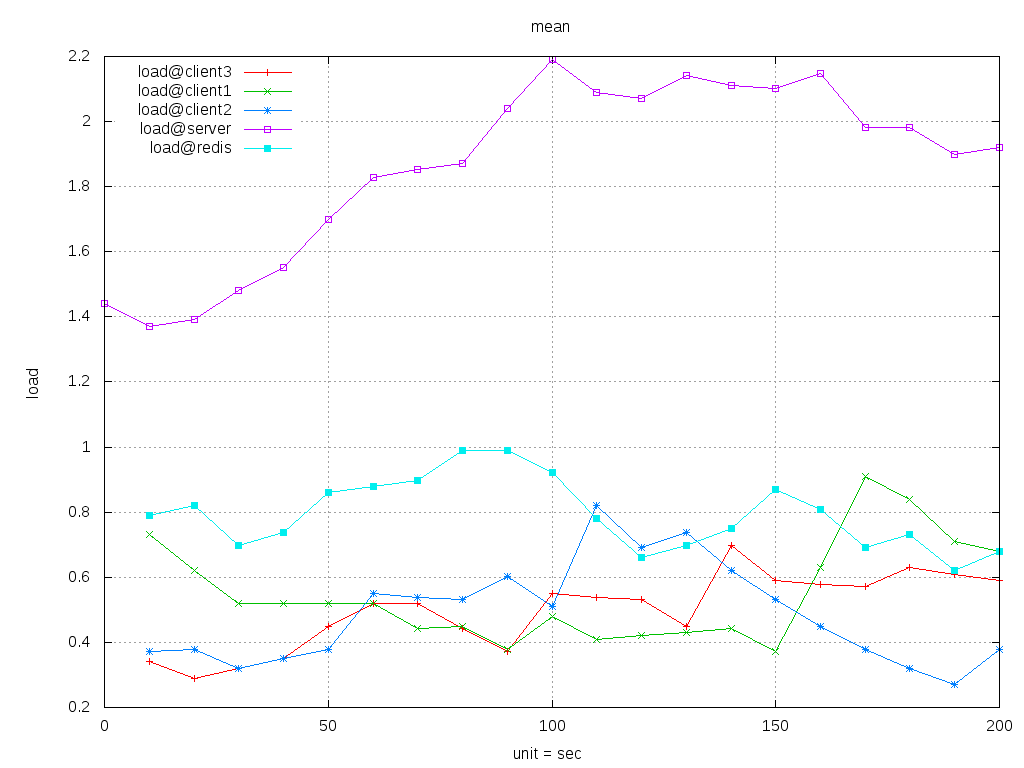 mean
2.2
2
1.8
1.6
1.4
1.2
1
0.8
0.6
0.4
0.2
load
load@client3
load@client1
load@client2
load@server
load@redis
0 50 100 150 200
unit = sec